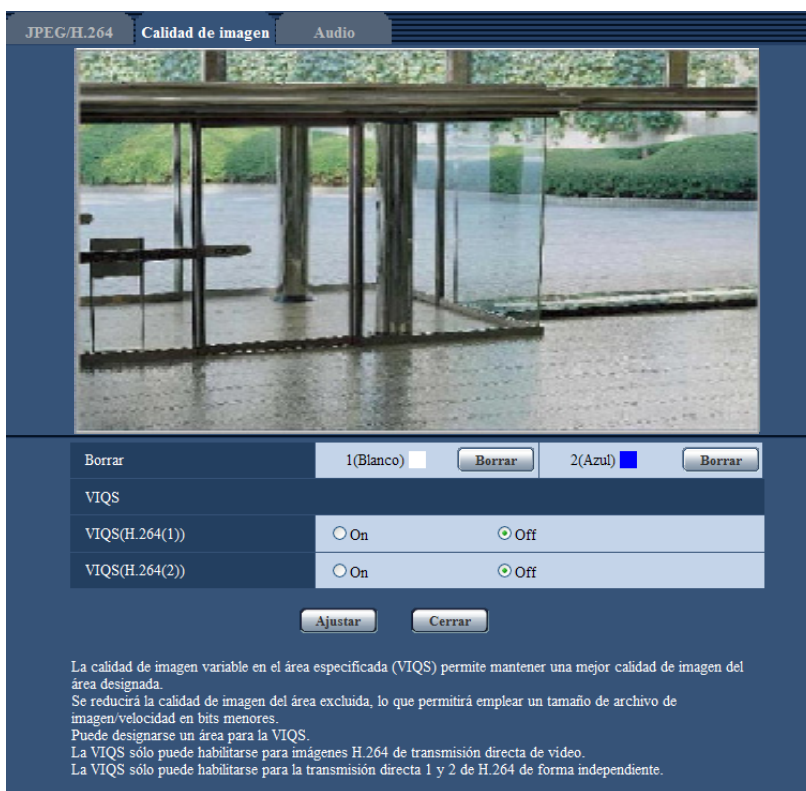 JPEG/H.264 Calidad de imagen Audio
Borrar 1(Blanco) Borrar 2(Azul) Borrar
VIQS
VIQS(H.264(1)) On Off
VIQS(H.264(2)) On Off
Ajustar Cerrar
La calidad de imagen variable en el área especificada (VIQS) permite mantener una mejor calidad de imagen del
área designada.
Se reducirá la calidad de imagen del área excluida, lo que permitirá emplear un tamaño de archivo de
imagen/velocidad en bits menores.
Puede designarse un área para la VIQS.
La VIQS sólo puede habilitarse para imágenes H.264 de transmisión directa de vídeo.
La VIQS sólo puede habilitarse para la transmisión directa 1 y 2 de H.264 de forma independiente.